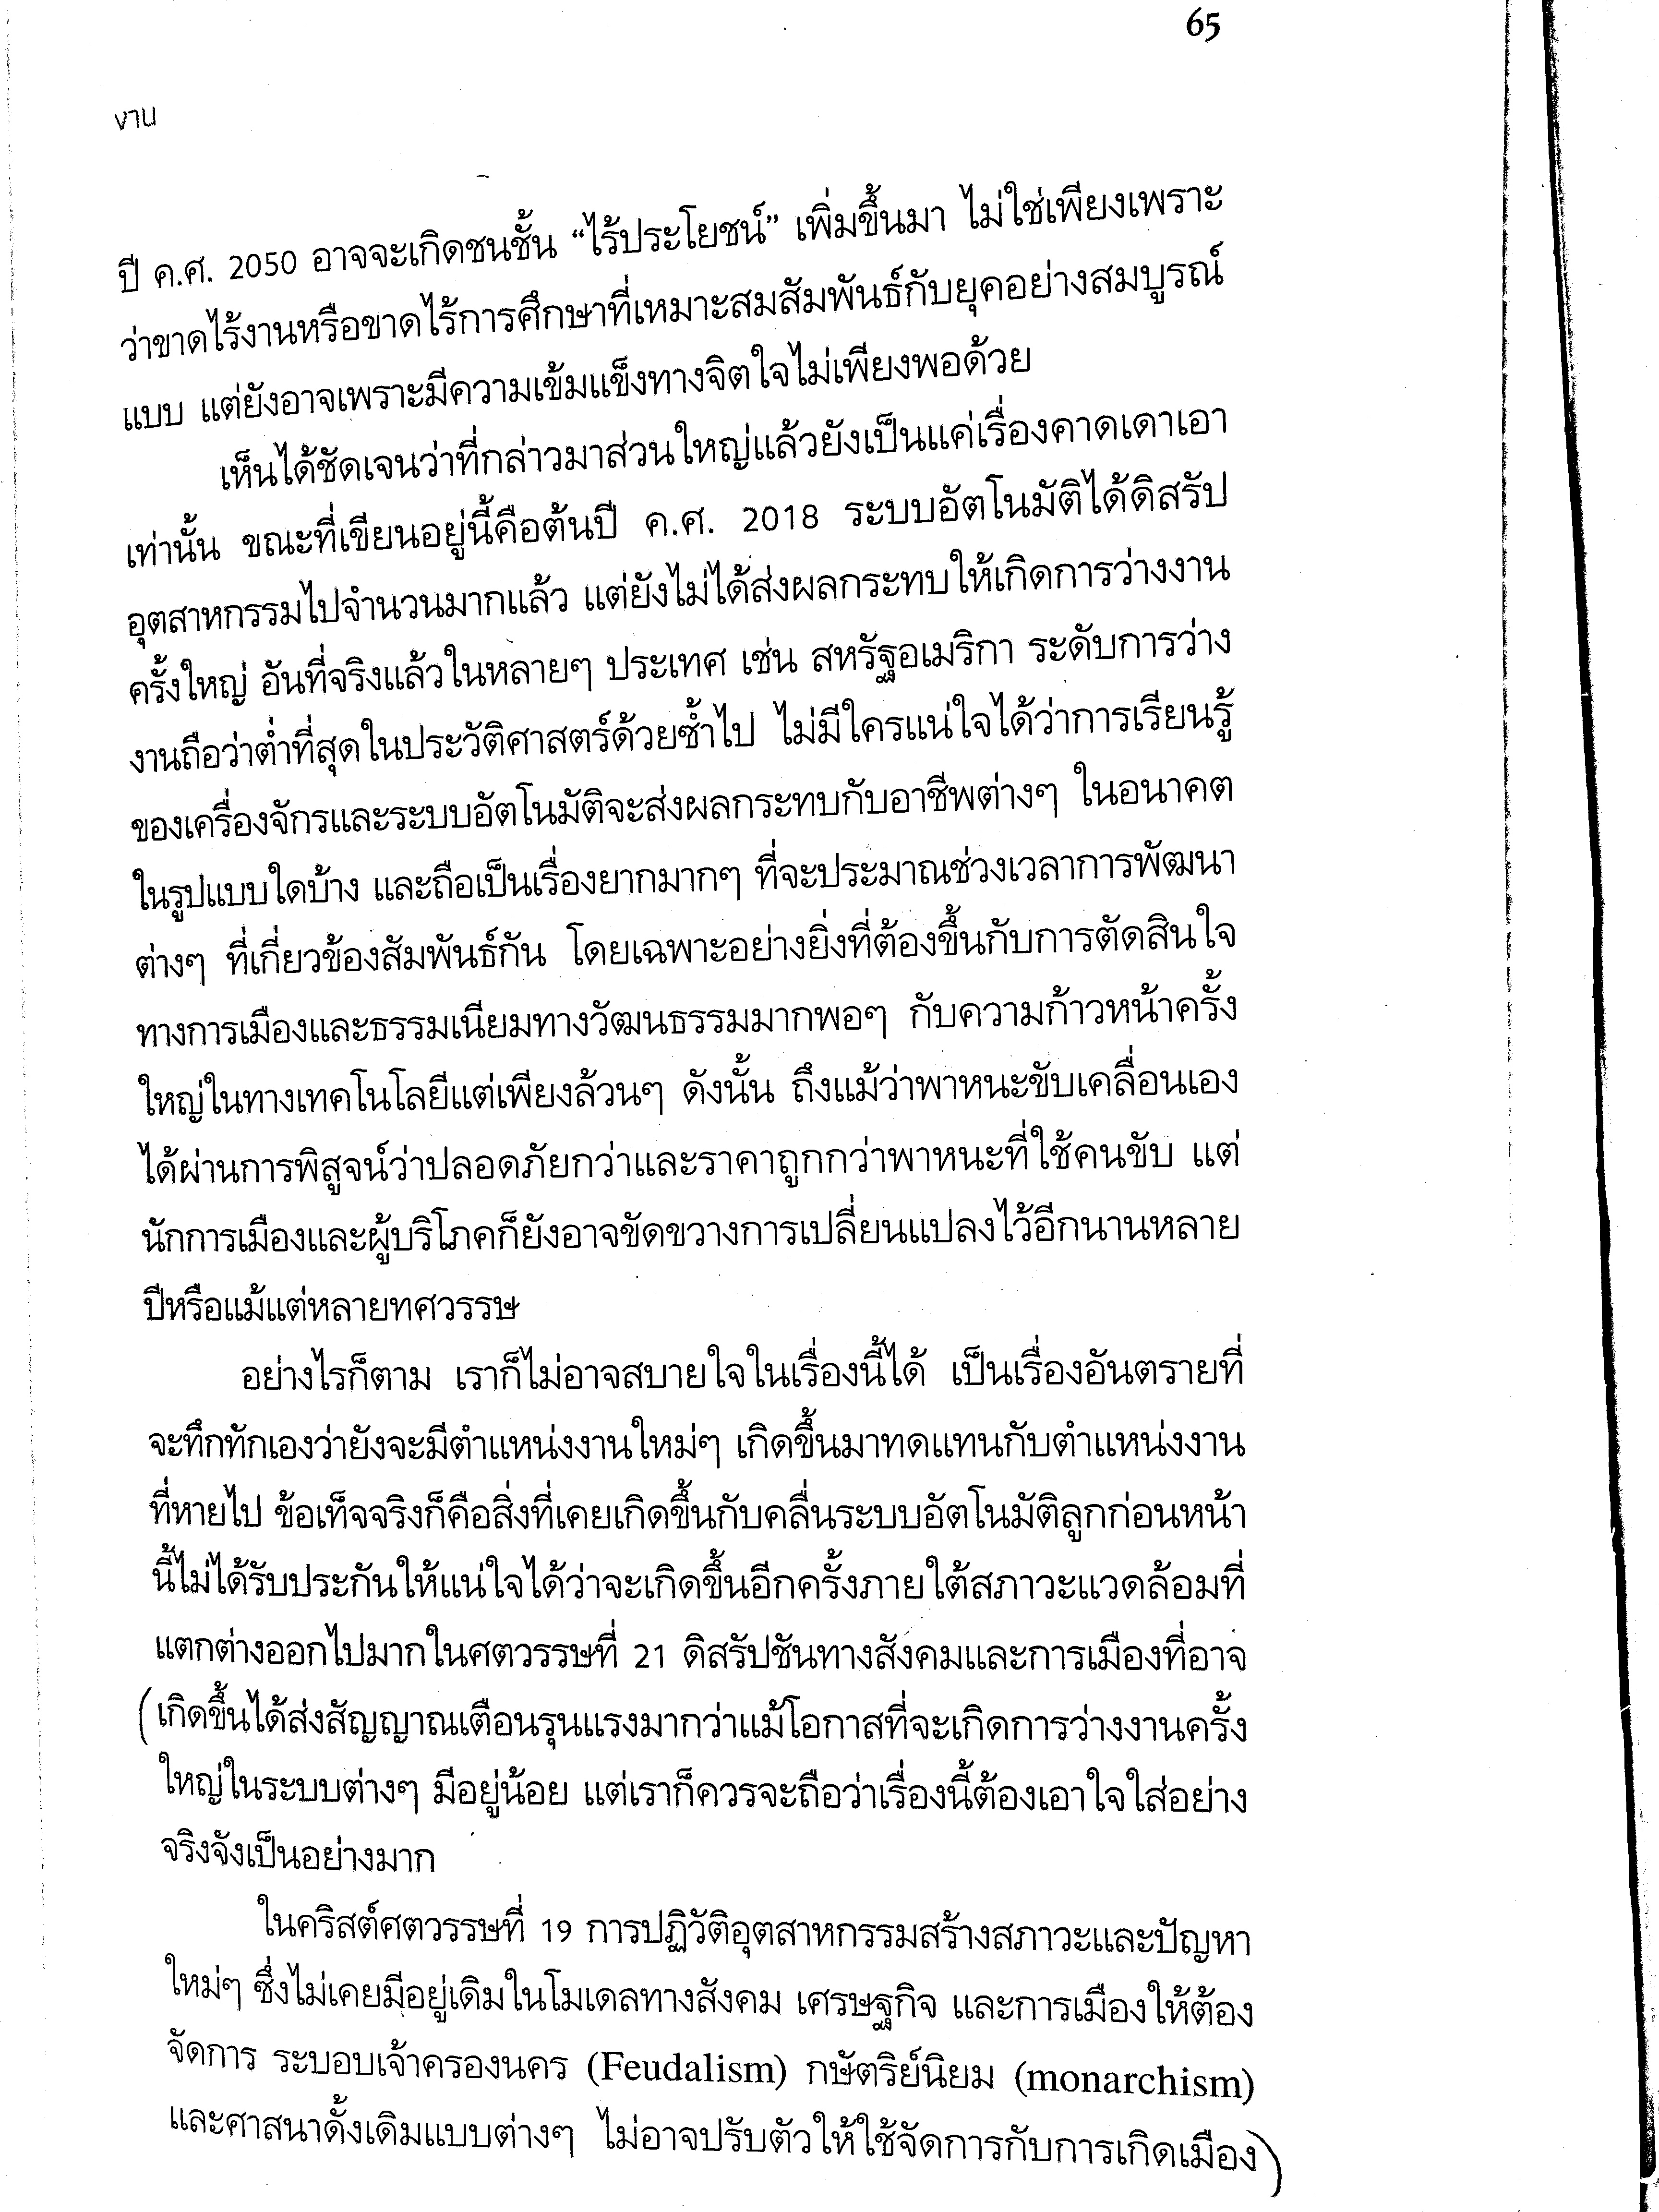 65
งาน
ปี ค.ศ. 2050 อาจจะเกิดชนชั้น “ไร้ประโยชน์” เพิ่มขึ้นมา ไม่ใช่เพียงเพราะ
ว่าขาดไร้งานหรือขาดไร้การศึกษาที่เหมาะสมสัมพันธ์กับยุคอย่างสมบูรณ์
แบบ แต่ยังอาจเพราะมีความเข้มแข็งทางจิตใจไม่เพียงพอด้วย
เห็นได้ชัดเจนว่าที่กล่าวมาส่วนใหญ่แล้วยังเป็นแค่เรื่องคาดเดาเอา
เท่านั้น ขณะที่เขียนอยู่นี้คือต้นปี ค.ศ. 2018 ระบบอัตโนมัติได้ดิสรัป
อุตสาหกรรมไปจำนวนมากแล้ว แต่ยังไม่ได้ส่งผลกระทบให้เกิดการว่างงาน
ครั้งใหญ่ อันที่จริงแล้วในหลายๆ ประเทศ เช่น สหรัฐอเมริกา ระดับการว่าง
งานถือว่าต่ำที่สุดในประวัติศาสตร์ด้วยซ้ำไป ไม่มีใครแน่ใจได้ว่าการเรียนรู้
ของเครื่องจักรและระบบอัตโนมัติจะส่งผลกระทบกับอาชีพต่างๆ ในอนาคต
ในรูปแบบใดบ้าง และถือเป็นเรื่องยากมากๆ ที่จะประมาณช่วงเวลาการพัฒนา
ต่างๆ ที่เกี่ยวข้องสัมพันธ์กัน โดยเฉพาะอย่างยิ่งที่ต้องขึ้นกับการตัดสินใจ
ทางการเมืองและธรรมเนียมทางวัฒนธรรมมากพอๆ กับความก้าวหน้าครั้ง
ใหญ่ในทางเทคโนโลยีแต่เพียงล้วนๆ ดังนั้น ถึงแม้ว่าพาหนะขับเคลื่อนเอง
ได้ผ่านการพิสูจน์ว่าปลอดภัยกว่าและราคาถูกกว่าพาหนะที่ใช้คนขับ แต่
นักการเมืองและผู้บริโภคก็ยังอาจขัดขวางการเปลี่ยนแปลงไว้อีกนานหลาย
ปีหรือแม้แต่หลายทศวรรษ
อย่างไรก็ตาม เราก็ไม่อาจสบายใจในเรื่องนี้ได้ เป็นเรื่องอันตรายที่
จะทึกทักเองว่ายังจะมีตำแหน่งงานใหม่ๆ เกิดขึ้นมาทดแทนกับตำแหน่งงาน
ที่หายไป ข้อเท็จจริงก็คือสิ่งที่เคยเกิดขึ้นกับคลื่นระบบอัตโนมัติลูกก่อนหน้า
นี้ไม่ได้รับประกันให้แน่ใจได้ว่าจะเกิดขึ้นอีกครั้งภายใต้สภาวะแวดล้อมที่
แตกต่างออกไปมากในศตวรรษที่ 21 ดิสรัปชันทางสังคมและการเมืองที่อาจ
(เกิดขึ้นได้ส่งสัญญาณเตือนรุนแรงมากว่าแม้โอกาสที่จะเกิดการว่างงานครั้ง
ใหญ่ในระบบต่างๆ มีอยู่น้อย แต่เราก็ควรจะถือว่าเรื่องนี้ต้องเอาใจใส่อย่าง
จริงจังเป็นอย่างมาก
ในคริสต์ศตวรรษที่ 19 การปฏิวัติอุตสาหกรรมสร้างสภาวะและปัญหา
ใหม่ๆ ซึ่งไม่เคยมีอยู่เดิมในโมเดลทางสังคม เศรษฐกิจ และการเมืองให้ต้อง
จัดการ ระบอบเจ้าครองนคร (Feudalism) กษัตริย์นิยม (monarchism)
และศาสนาดั้งเดิมแบบต่างๆ ไม่อาจปรับตัวให้ใช้จัดการกับการเกิดเมือง)